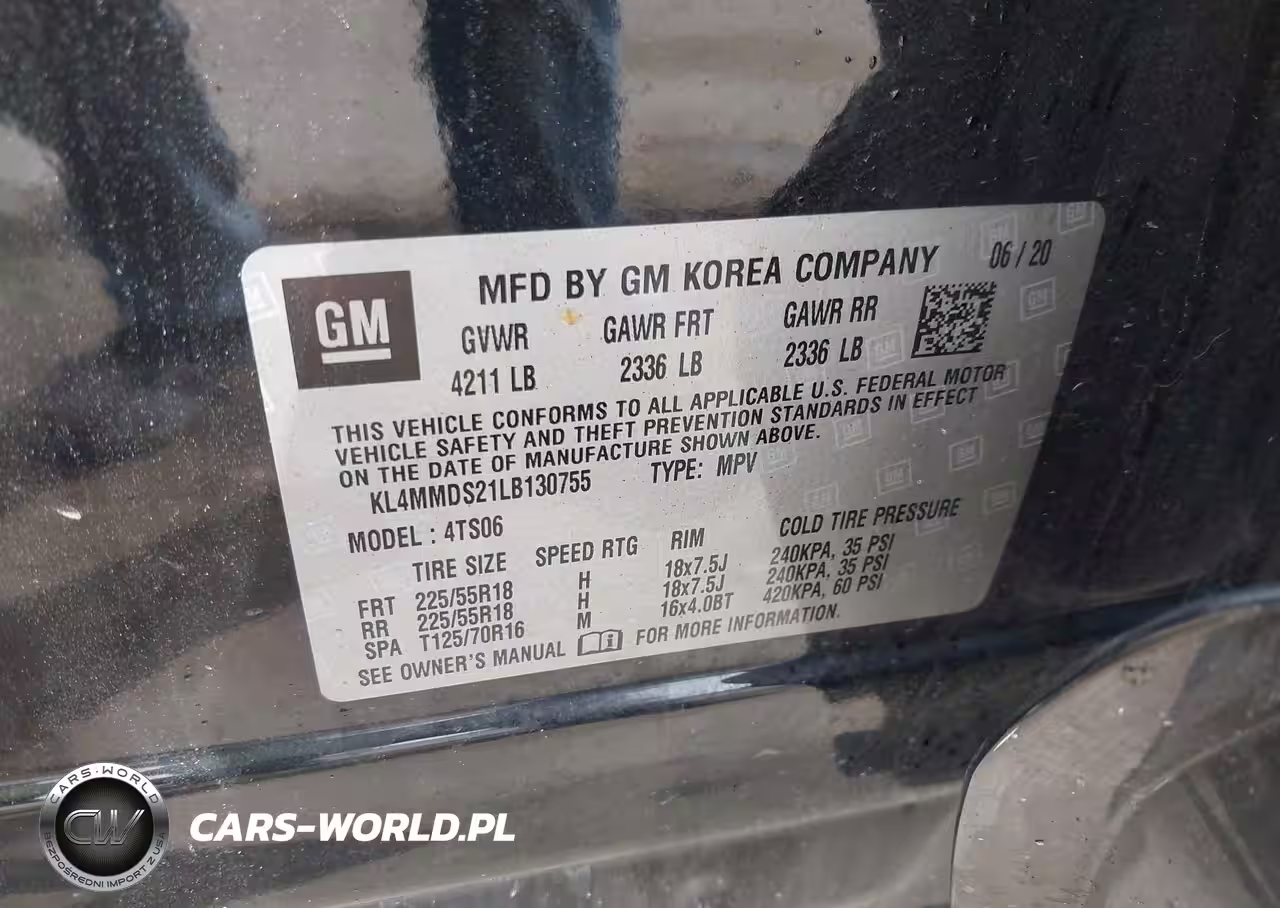 MFD BY GM KOREA COMPANY 06 / 20
GM
GVWR GAWR FRT GAWR RR
4211 LB 2336 LB 2336 LB
THIS VEHICLE CONFORMS TO ALL APPLICABLE U.S. FEDERAL MOTOR
VEHICLE SAFETY AND THEFT PREVENTION STANDARDS IN EFFECT
ON THE DATE OF MANUFACTURE SHOWN ABOVE.
KL4MMDS21LB130755 TYPE: MPV
MODEL : 4TS06
TIRE SIZE SPEED RTG RIM COLD TIRE PRESSURE
FRT 225/55R18 H 18x7.5J 240KPA, 35 PSI
RR 225/55R18 H 18x7.5J 240KPA, 35 PSI
SPA T125/70R16 M 16x4.0BT 420KPA, 60 PSI
SEE OWNER'S MANUAL FOR MORE INFORMATION.
CARS-WORLD
CW
BEZPOŚREDNI IMPORT Z USA
CARS-WORLD.PL